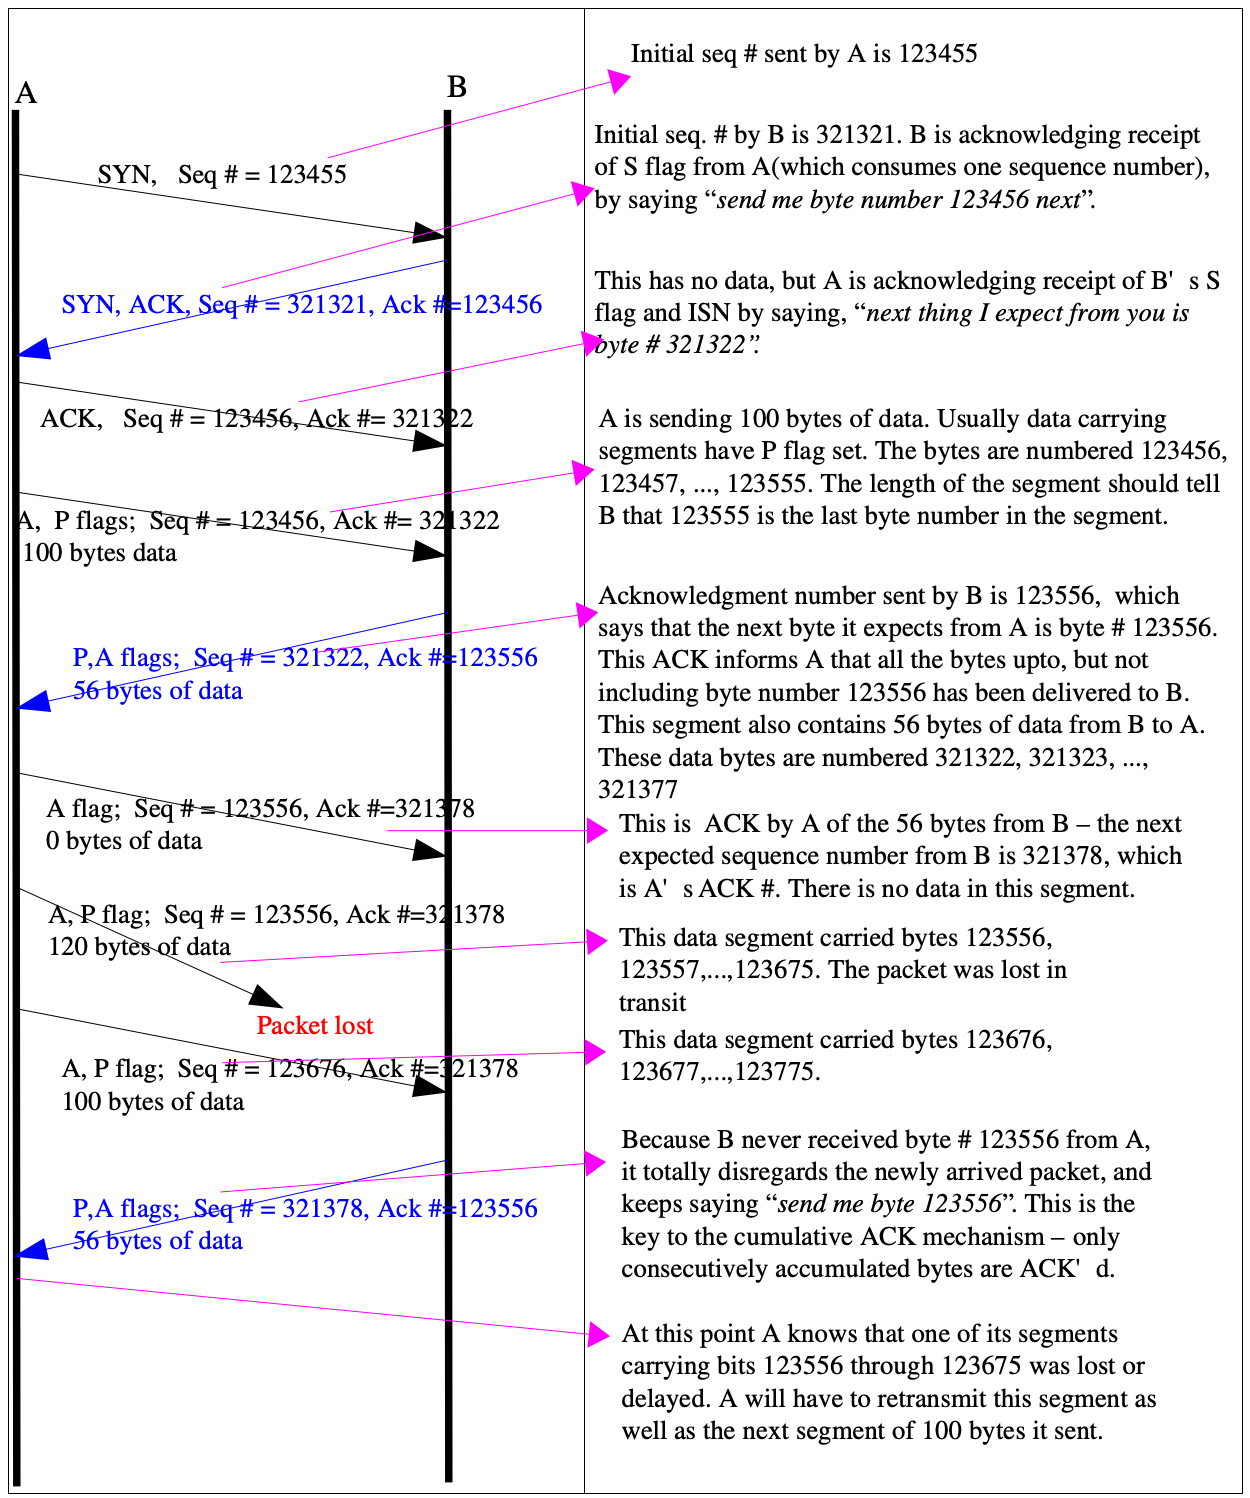 A
B
SYN,   Seq # = 123455
SYN, ACK, Seq # = 321321, Ack #=123456
ACK,   Seq # = 123456, Ack #= 321322
A,  P flags;  Seq # = 123456, Ack #= 321322
100 bytes data
P,A flags;  Seq # = 321322, Ack #=123556
56 bytes of data
A flag;  Seq # = 123556, Ack #=321378
0 bytes of data
A, P flag;  Seq # = 123556, Ack #=321378
120 bytes of data
Packet lost
A, P flag;  Seq # = 123676, Ack #=321378
100 bytes of data
P,A flags;  Seq # = 321378, Ack #=123556
56 bytes of data
Initial seq # sent by A is 123455
Initial seq. # by B is 321321. B is acknowledging receipt
of S flag from A(which consumes one sequence number),
by saying “send me byte number 123456 next”.
This has no data, but A is acknowledging receipt of B' s S
flag and ISN by saying, “next thing I expect from you is
byte # 321322”.
A is sending 100 bytes of data. Usually data carrying
segments have P flag set. The bytes are numbered 123456,
123457, ..., 123555. The length of the segment should tell
B that 123555 is the last byte number in the segment.
Acknowledgment number sent by B is 123556,  which
says that the next byte it expects from A is byte # 123556.
This ACK informs A that all the bytes upto, but not
including byte number 123556 has been delivered to B.
This segment also contains 56 bytes of data from B to A.
These data bytes are numbered 321322, 321323, ...,
321377
This is  ACK by A of the 56 bytes from B – the next
expected sequence number from B is 321378, which
is A' s ACK #. There is no data in this segment.
This data segment carried bytes 123556,
123557,...,123675. The packet was lost in
transit
This data segment carried bytes 123676,
123677,...,123775.
Because B never received byte # 123556 from A,
it totally disregards the newly arrived packet, and
keeps saying “send me byte 123556”. This is the
key to the cumulative ACK mechanism – only
consecutively accumulated bytes are ACK' d.
At this point A knows that one of its segments
carrying bits 123556 through 123675 was lost or
delayed. A will have to retransmit this segment as
well as the next segment of 100 bytes it sent.